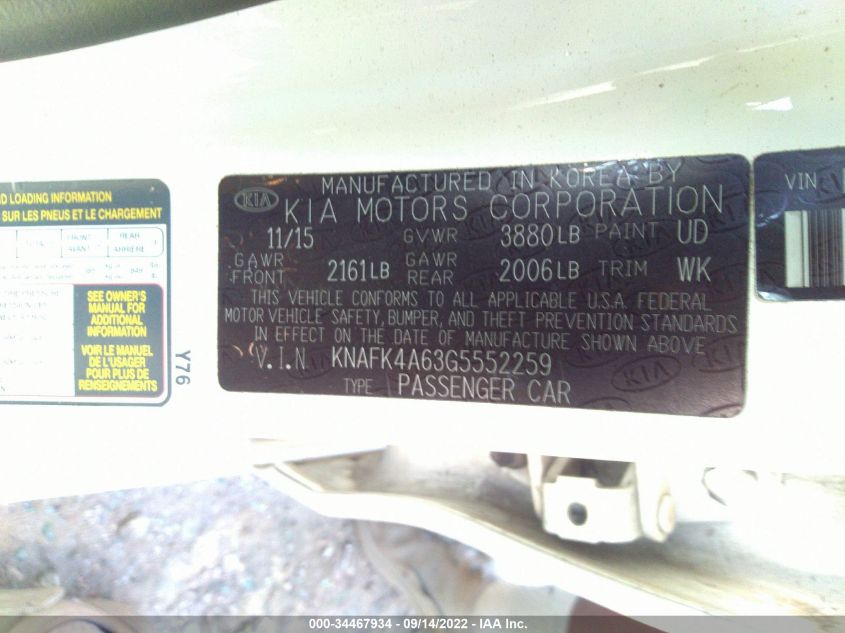 D LOADING INFORMATION
SUR LES PNEUS ET LE CHARGEMENT
FRONT
AVANT
REAR
ARRIÈRE
SEE OWNER'S
MANUAL FOR
ADDITIONAL
INFORMATION
VOIR LE MANUEL
DE L'USAGER
POUR PLUS DE
RENSEIGNEMENTS
Y76
MANUFACTURED IN KOREA BY
KIA KIA MOTORS CORPORATION
11/15 GVWR 3880LB PAINT UD
GAWR FRONT 2161LB GAWR REAR 2006LB TRIM WK
THIS VEHICLE CONFORMS TO ALL APPLICABLE U.S.A. FEDERAL
MOTOR VEHICLE SAFETY, BUMPER, AND THEFT PREVENTION STANDARDS
IN EFFECT ON THE DATE OF MANUFACTURE SHOWN ABOVE
V.I.N KNAFK4A63G5552259
TYPE PASSENGER CAR
VIN
000-34467934 - 09/14/2022 - IAA Inc.